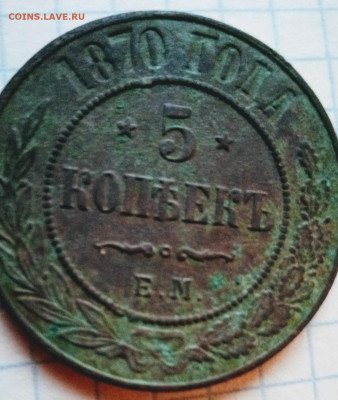 COINS.LAVE.RU
1870 ГОДА
5
КОПѢЕКЪ
Е.М.